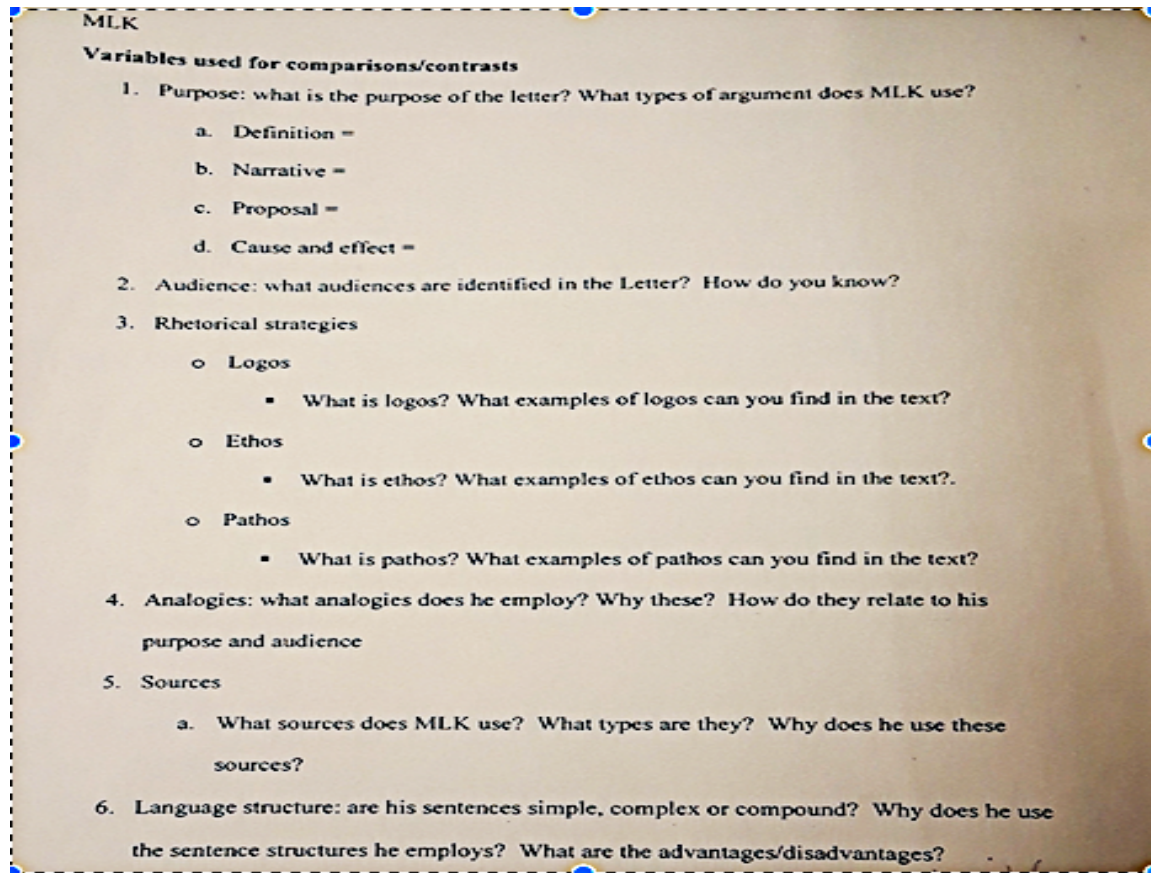 MLK
Variables used for comparisons/contrasts
1. Purpose: what is the purpose of the letter? What types of argument does MLK use?
a. Definition =
b. Narrative =
c. Proposal =
d. Cause and effect =
2. Audience: what audiences are identified in the Letter? How do you know?
3. Rhetorical strategies
o Logos
▪ What is logos? What examples of logos can you find in the text?
o Ethos
▪ What is ethos? What examples of ethos can you find in the text?.
o Pathos
▪ What is pathos? What examples of pathos can you find in the text?
4. Analogies: what analogies does he employ? Why these? How do they relate to his
purpose and audience
5. Sources
a. What sources does MLK use? What types are they? Why does he use these
sources?
6. Language structure: are his sentences simple, complex or compound? Why does he use
the sentence structures he employs? What are the advantages/disadvantages?